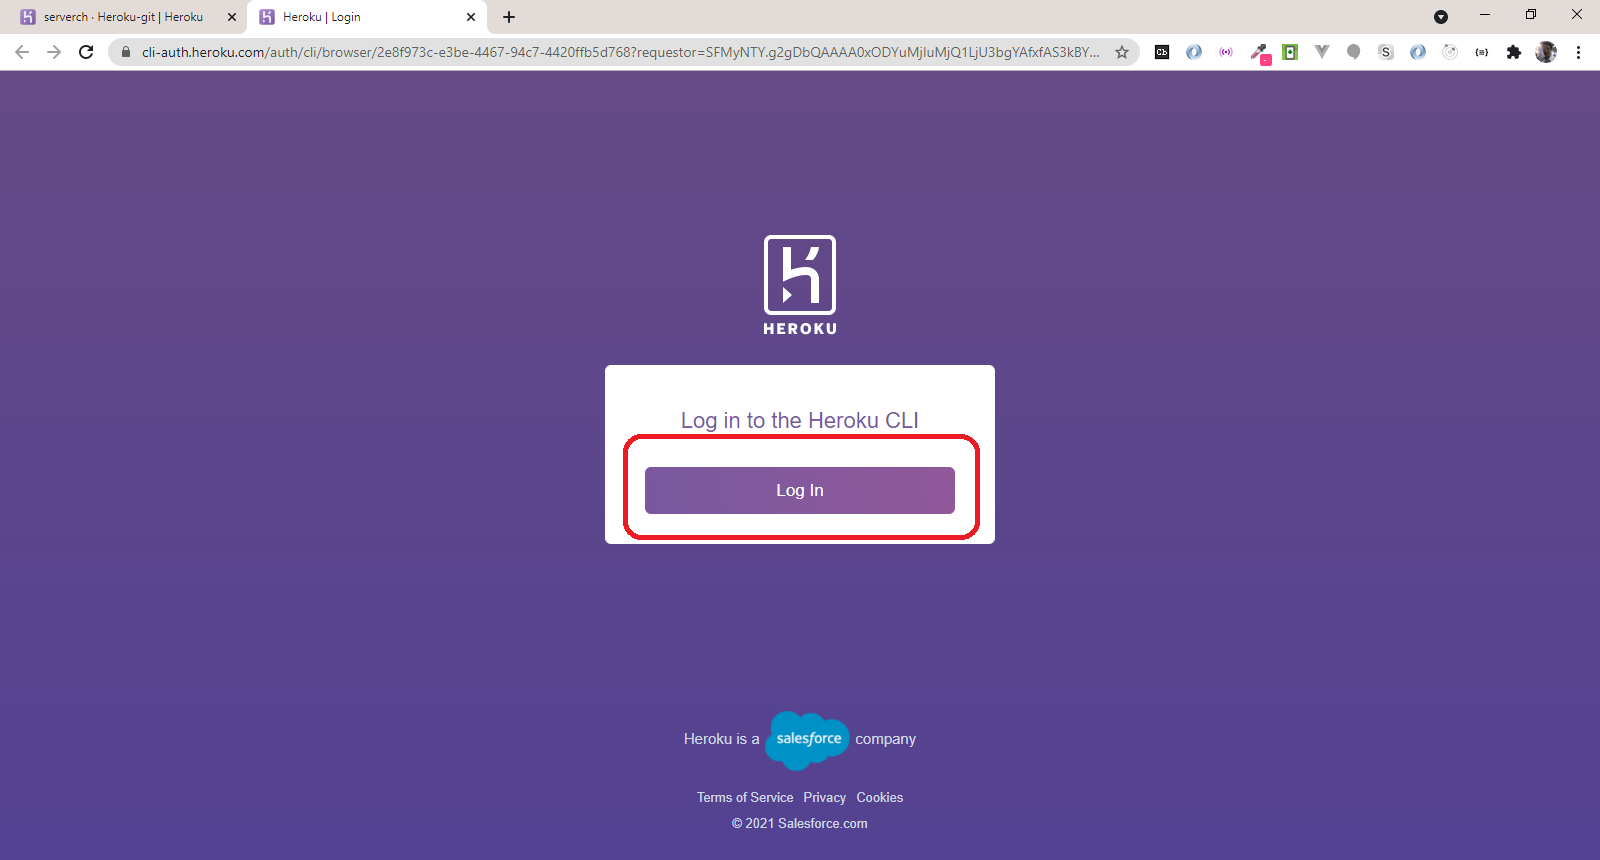 serverch · Heroku-git | Heroku
Heroku | Login
cli-auth.heroku.com/auth/cli/browser/2e8f973c-e3be-4467-94c7-4420ffb5d768?requestor=SFMyNTY.g2gDbQAAAA0xODYuMjIuMjQ1LjU3bgYAfxfAS3kBY...
Cb
S
HEROKU
Log in to the Heroku CLI
Log In
Heroku is a salesforce company
Terms of Service Privacy Cookies
© 2021 Salesforce.com